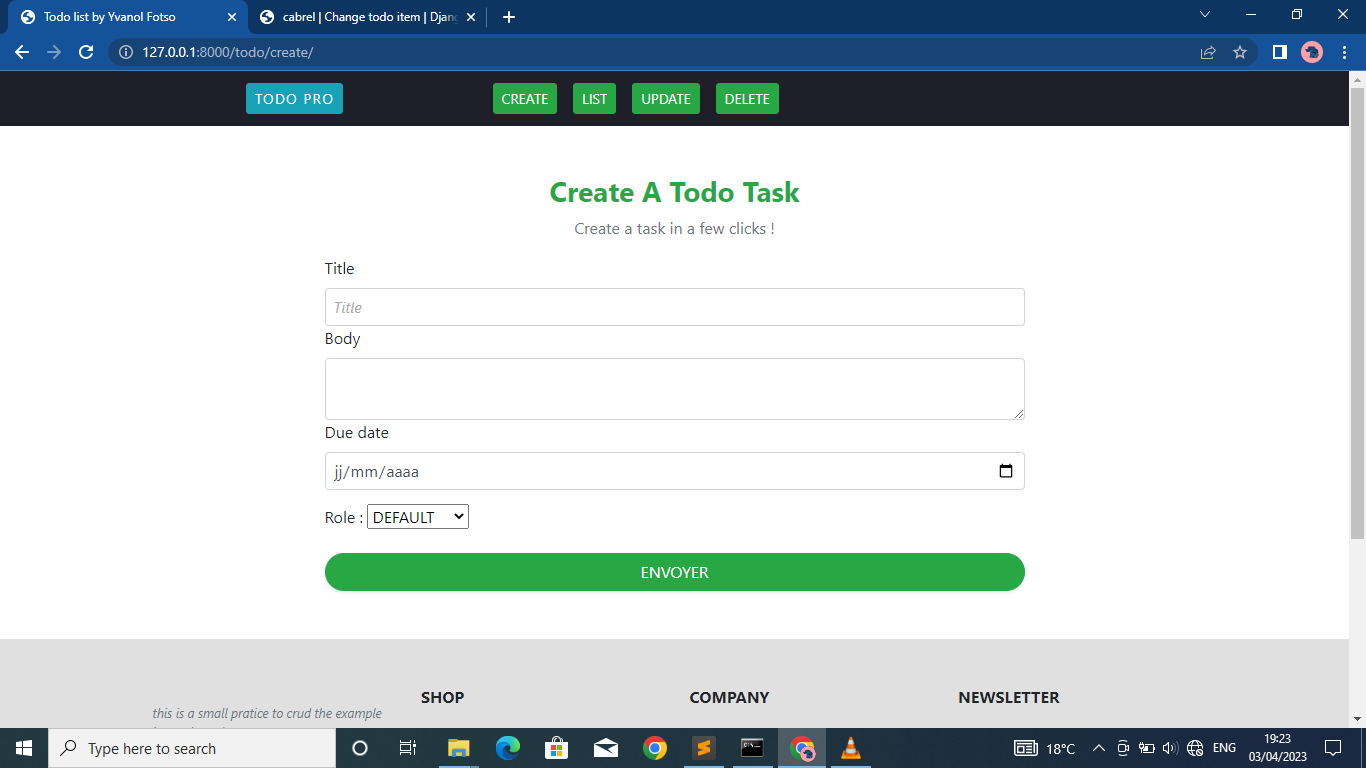 Todo list by Yvanol Fotso
cabrel | Change todo item | Djang
127.0.0.1:8000/todo/create/
TODO PRO
CREATE
LIST
UPDATE
DELETE
Create A Todo Task
Create a task in a few clicks !
Title
Title
Body
Due date
jj/mm/aaaa
Role : DEFAULT
ENVOYER
SHOP
COMPANY
NEWSLETTER
this is a small pratice to crud the example
Type here to search
18°C
ENG
19:23
03/04/2023